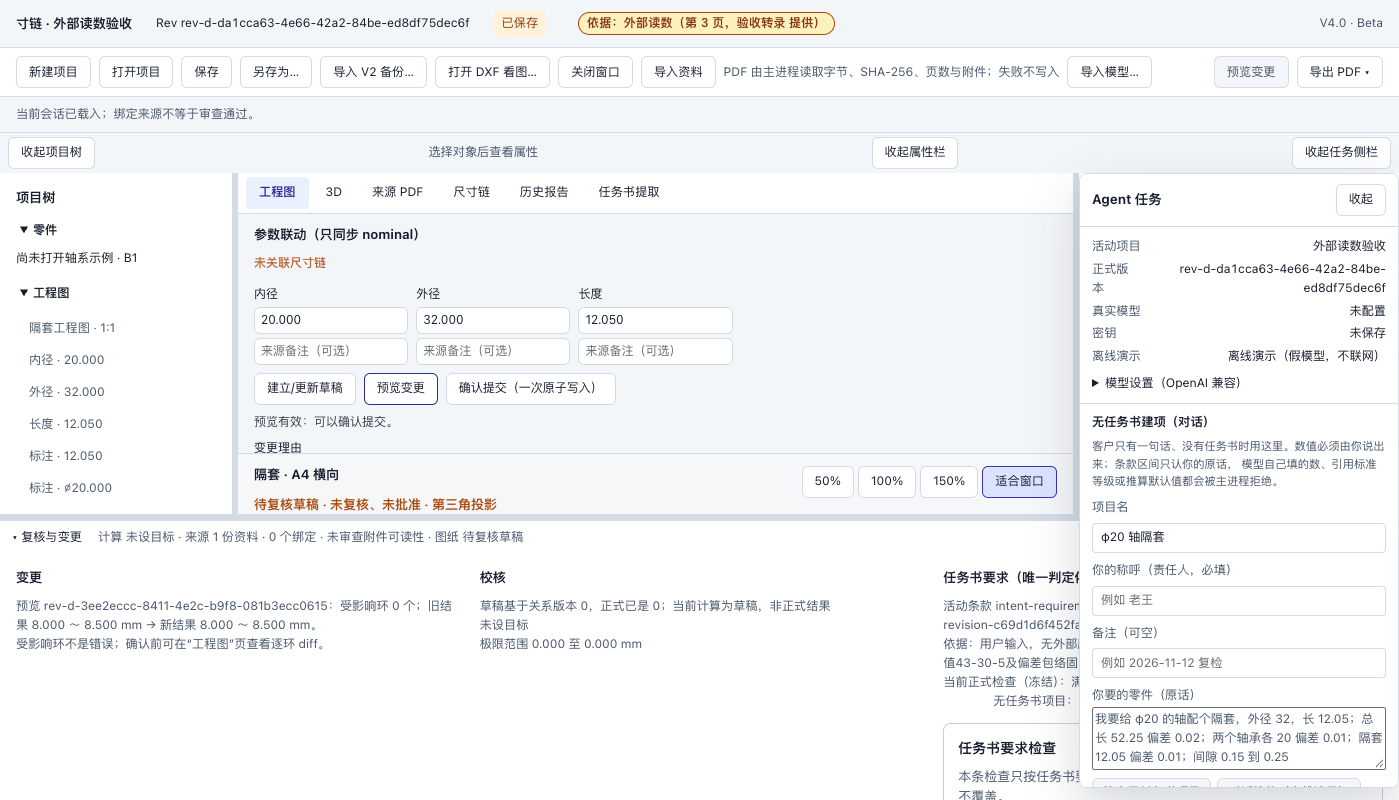 寸链 · 外部读数验收 Rev rev-d-da1cca63-4e66-42a2-84be-ed8df75dec6f 已保存 依据：外部读数（第 3 页，验收转录 提供） V4.0 · Beta
新建项目 打开项目 保存 另存为... 导入 V2 备份... 打开 DXF 看图... 关闭窗口 导入资料 PDF 由主进程读取字节、SHA-256、页数与附件；失败不写入 导入模型... 预览变更 导出 PDF ▾
当前会话已载入；绑定来源不等于审查通过。
收起项目树 选择对象后查看属性 收起属性栏 收起任务侧栏
项目树
▼ 零件
尚未打开轴系示例 · B1
▼ 工程图
隔套工程图 · 1:1
内径 · 20.000
外径 · 32.000
长度 · 12.050
标注 · 12.050
标注 · ⌀20.000
工程图 3D 来源 PDF 尺寸链 历史报告 任务书提取
参数联动（只同步 nominal）
未关联尺寸链
内径 外径 长度
20.000 32.000 12.050
来源备注（可选） 来源备注（可选） 来源备注（可选）
建立/更新草稿 预览变更 确认提交（一次原子写入）
预览有效：可以确认提交。
变更理由
隔套 · A4 横向 50% 100% 150% 适合窗口
待复核草稿 · 未复核、未批准 · 第三角投影
Agent 任务 收起
活动项目 外部读数验收
正式版本 rev-d-da1cca63-4e66-42a2-84be-ed8df75dec6f
真实模型 未配置
密钥 未保存
离线演示 离线演示（假模型，不联网）
▶ 模型设置（OpenAI 兼容）
无任务书建项（对话）
客户只有一句话、没有任务书时用这里。数值必须由你说出
来；条款区间只认你的原话， 模型自己填的数、引用标准
等级或推算默认值都会被主进程拒绝。
项目名
φ20 轴隔套
你的称呼（责任人，必填）
例如 老王
备注（可空）
例如 2026-11-12 复检
你要的零件（原话）
我要给 φ20 的轴配个隔套，外径 32，长 12.05；总
长 52.25 偏差 0.02；两个轴承各 20 偏差 0.01；隔套
12.05 偏差 0.01；间隙 0.15 到 0.25
▾ 复核与变更 计算 未设目标 · 来源 1 份资料 · 0 个绑定 · 未审查附件可读性 · 图纸 待复核草稿
变更
预览 rev-d-3ee2eccc-8411-4e2c-b9f8-081b3ecc0615：受影响环 0 个；旧结
果 8.000 ～ 8.500 mm → 新结果 8.000 ～ 8.500 mm。
受影响环不是错误；确认前可在“工程图”页查看逐环 diff。
校核
草稿基于关系版本 0，正式已是 0；当前计算为草稿，非正式结果
未设目标
极限范围 0.000 至 0.000 mm
任务书要求（唯一判定
活动条款 intent-requirem
revision-c69d1d6f452fa
依据：用户输入，无外部
值43-30-5及偏差包络固
当前正式检查（冻结）：满
无任务书项目：
任务书要求检查
本条检查只按任务书
不覆盖。